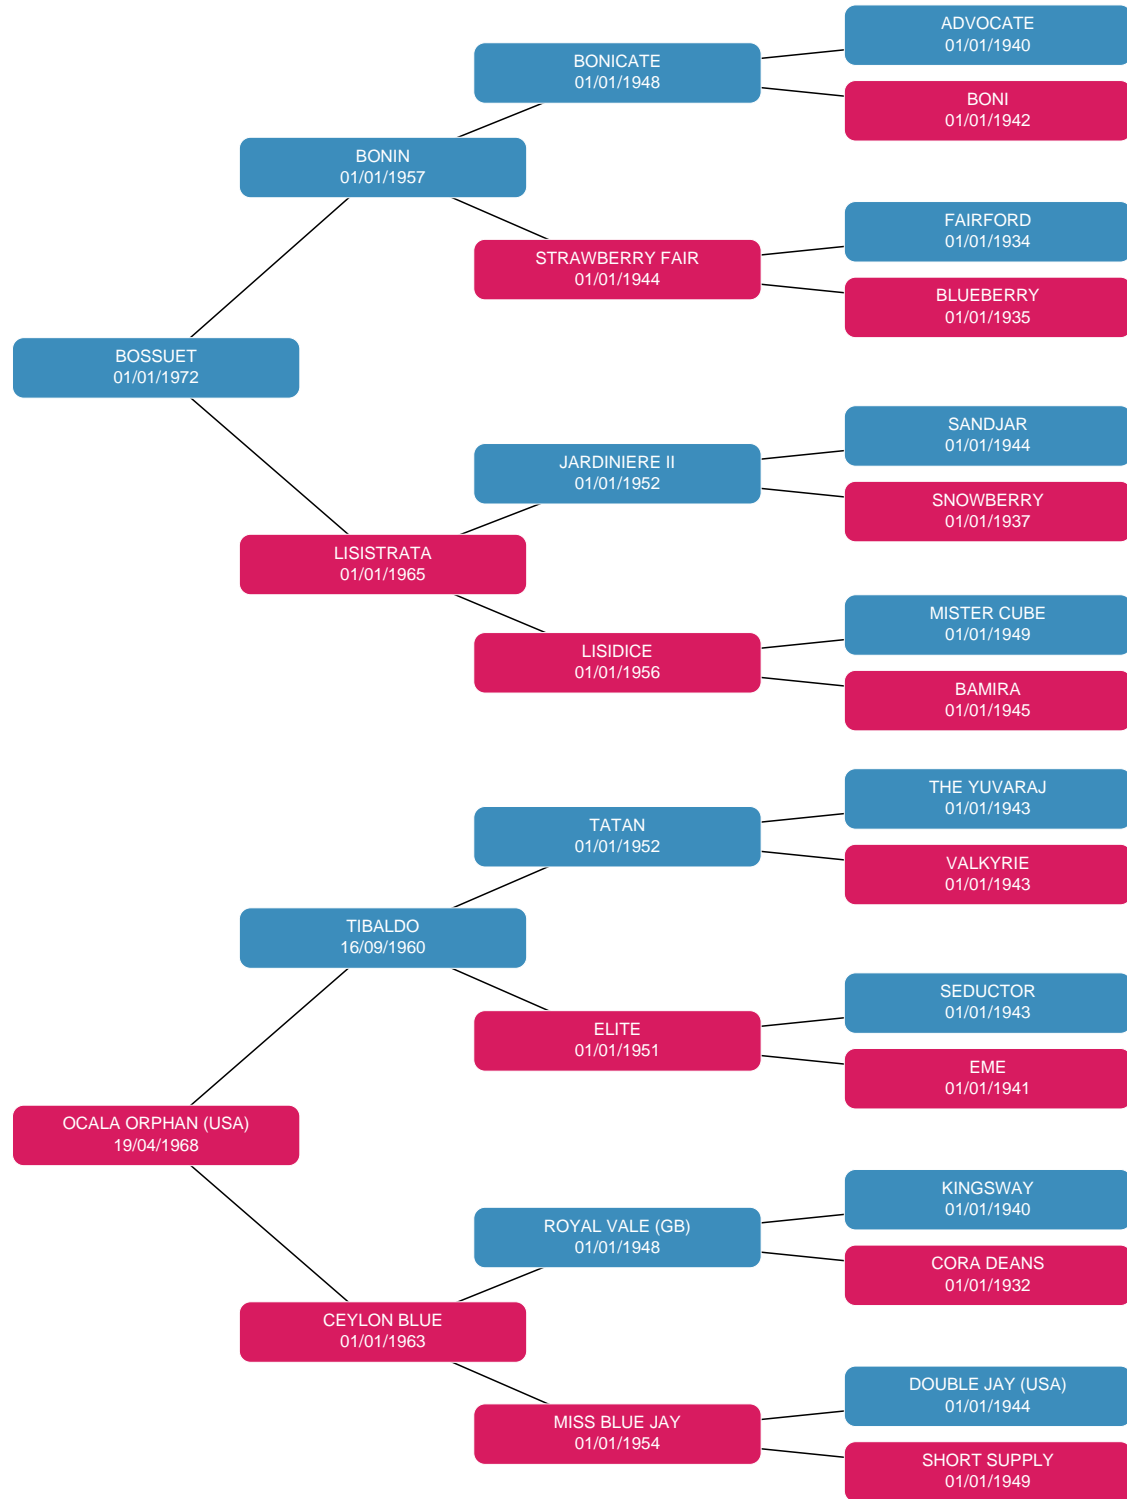 ADVOCATE
01/01/1940
BONICATE
01/01/1948
BONI
01/01/1942
BONIN
01/01/1957
FAIRFORD
01/01/1934
STRAWBERRY FAIR
01/01/1944
BLUEBERRY
01/01/1935
BOSSUET
01/01/1972
SANDJAR
01/01/1944
JARDINIERE II
01/01/1952
SNOWBERRY
01/01/1937
LISISTRATA
01/01/1965
MISTER CUBE
01/01/1949
LISIDICE
01/01/1956
BAMIRA
01/01/1945
THE YUVARAJ
01/01/1943
TATAN
01/01/1952
VALKYRIE
01/01/1943
TIBALDO
16/09/1960
SEDUCTOR
01/01/1943
ELITE
01/01/1951
EME
01/01/1941
OCALA ORPHAN (USA)
19/04/1968
KINGSWAY
01/01/1940
ROYAL VALE (GB)
01/01/1948
CORA DEANS
01/01/1932
CEYLON BLUE
01/01/1963
DOUBLE JAY (USA)
01/01/1944
MISS BLUE JAY
01/01/1954
SHORT SUPPLY
01/01/1949